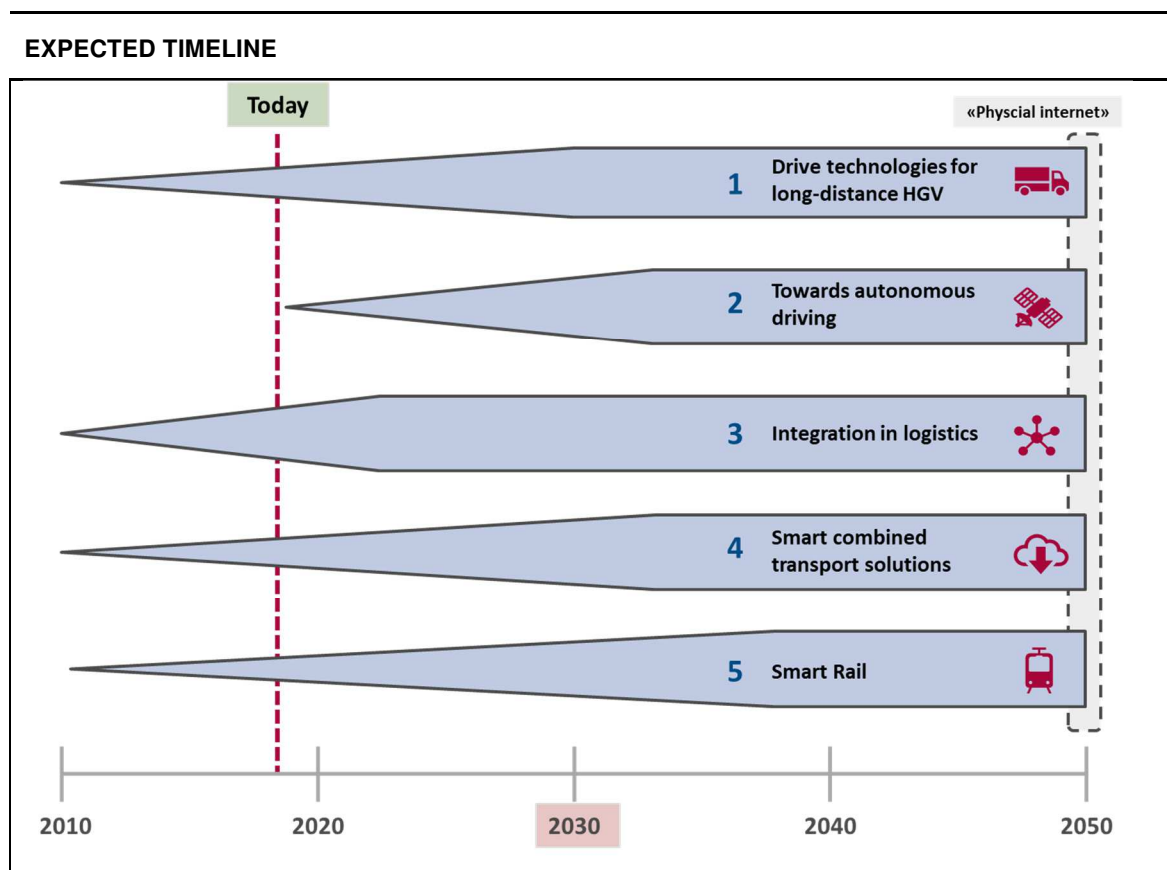 EXPECTED TIMELINE
Today
«Physcial internet»
1
Drive technologies for
long-distance HGV
2
Towards autonomous
driving
3
Integration in logistics
4
Smart combined
transport solutions
5
Smart Rail
2010
2020
2030
2040
2050